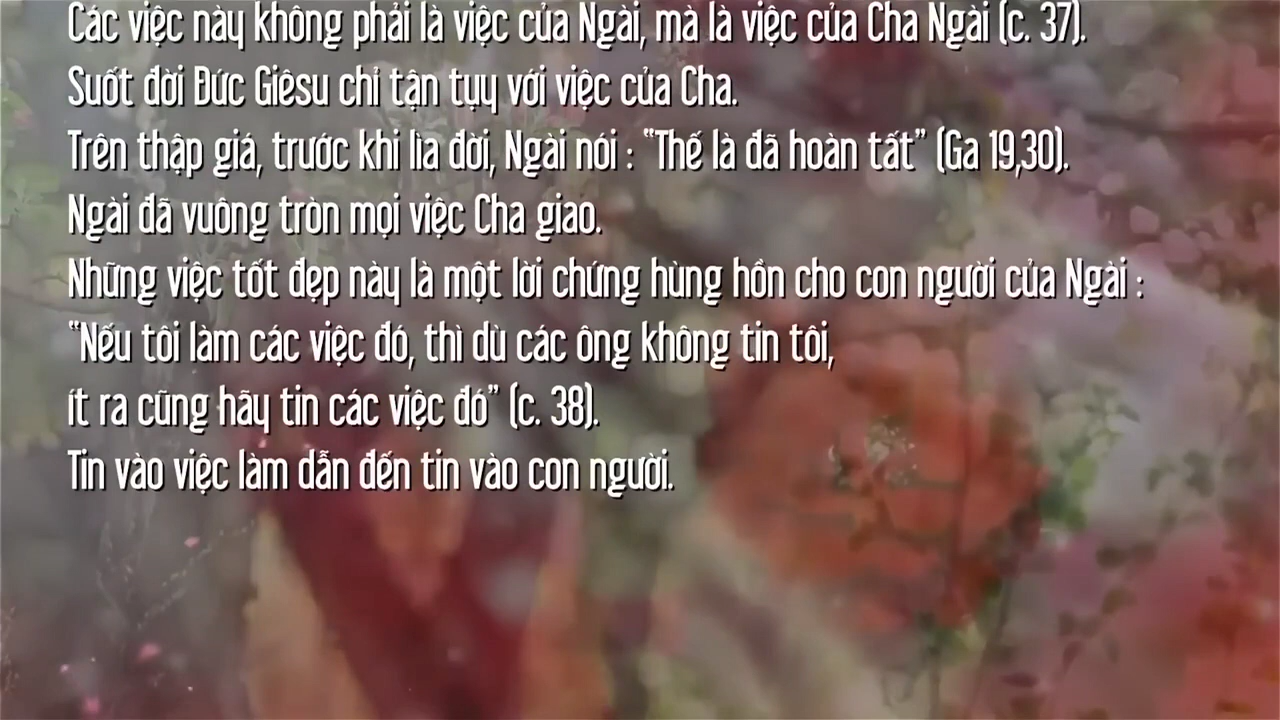 Các việc này không phải là việc của Ngài, mà là việc của Cha Ngài (c. 37).
Suốt đời Đức Giêsu chỉ tận tụy với việc của Cha.
Trên thập giá, trước khi lìa đời, Ngài nói : “Thế là đã hoàn tất” (Ga 19,30).
Ngài đã vuông tròn mọi việc Cha giao.
Những việc tốt đẹp này là một lời chứng hùng hồn cho con người của Ngài :
“Nếu tôi làm các việc đó, thì dù các ông không tin tôi,
ít ra cũng hãy tin các việc đó” (c. 38).
Tin vào việc làm dẫn đến tin vào con người.